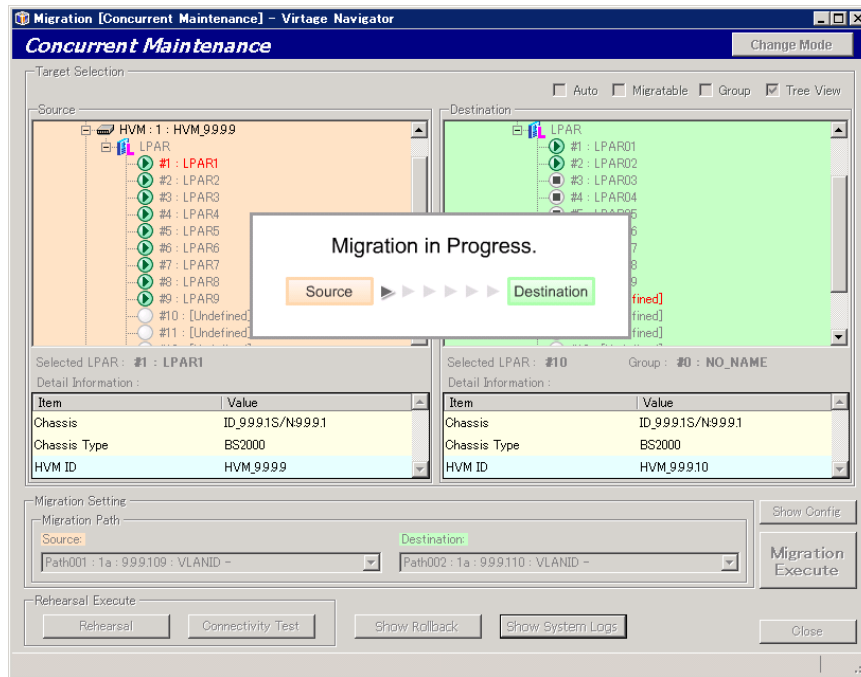 Migration [Concurrent Maintenance] - Virtage Navigator
Concurrent Maintenance
Change Mode
Target Selection
Auto Migratable Group Tree View
Source
HVM : 1 : HVM_9.9.9.9
LPAR
#1 : LPAR1
#2 : LPAR2
#3 : LPAR3
#4 : LPAR4
#5 : LPAR5
#6 : LPAR6
#7 : LPAR7
#8 : LPAR8
#9 : LPAR9
#10 : [Undefined]
#11 : [Undefined]
Destination
LPAR
#1 : LPAR01
#2 : LPAR02
#3 : LPAR03
#4 : LPAR04
Migration in Progress.
Source
Destination
Selected LPAR : #1 : LPAR1
Detail Information :
Item Value
Chassis ID_9.9.9.1S/N:9.9.9.1
Chassis Type BS2000
HVM ID HVM_9.9.9.9
Selected LPAR : #10 Group : #0 : NO_NAME
Detail Information :
Item Value
Chassis ID_9.9.9.1S/N:9.9.9.1
Chassis Type BS2000
HVM ID HVM_9.9.9.10
Migration Setting
Migration Path
Source:
Path001 : 1a : 9.9.9.109 : VLANID -
Destination:
Path002 : 1a : 9.9.9.110 : VLANID -
Show Config
Migration
Execute
Rehearsal Execute
Rehearsal
Connectivity Test
Show Rollback
Show System Logs
Close